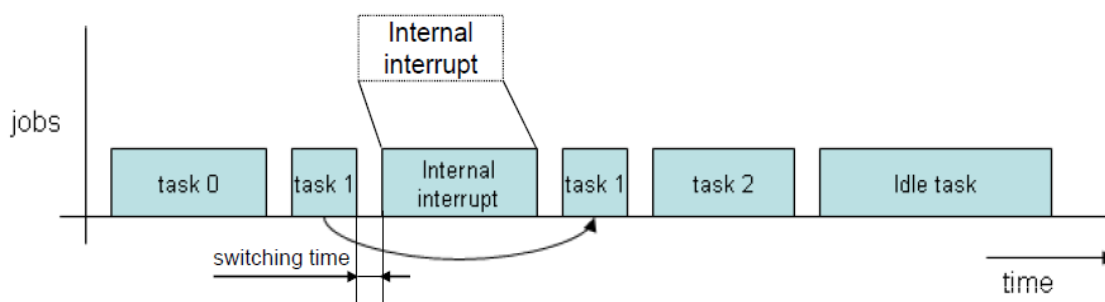 Internal
interrupt
jobs
task 0
task 1
Internal
interrupt
task 1
task 2
Idle task
switching time
time